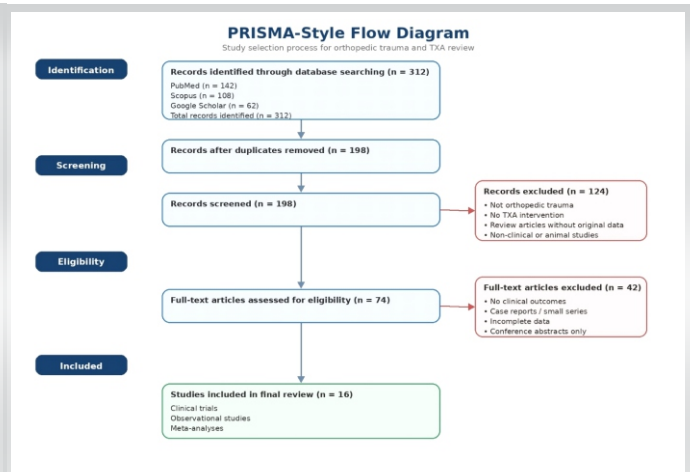 PRISMA-Style Flow Diagram
Study selection process for orthopedic trauma and TXA review
Identification
Records identified through database searching (n = 312)
PubMed (n = 142)
Scopus (n = 108)
Google Scholar (n = 62)
Total records identified (n = 312)
Screening
Records after duplicates removed (n = 198)
Records screened (n = 198)
Records excluded (n = 124)
• Not orthopedic trauma
• No TXA intervention
• Review articles without original data
• Non-clinical or animal studies
Eligibility
Full-text articles assessed for eligibility (n = 74)
Full-text articles excluded (n = 42)
• No clinical outcomes
• Case reports / small series
• Incomplete data
• Conference abstracts only
Included
Studies included in final review (n = 16)
Clinical trials
Observational studies
Meta-analyses